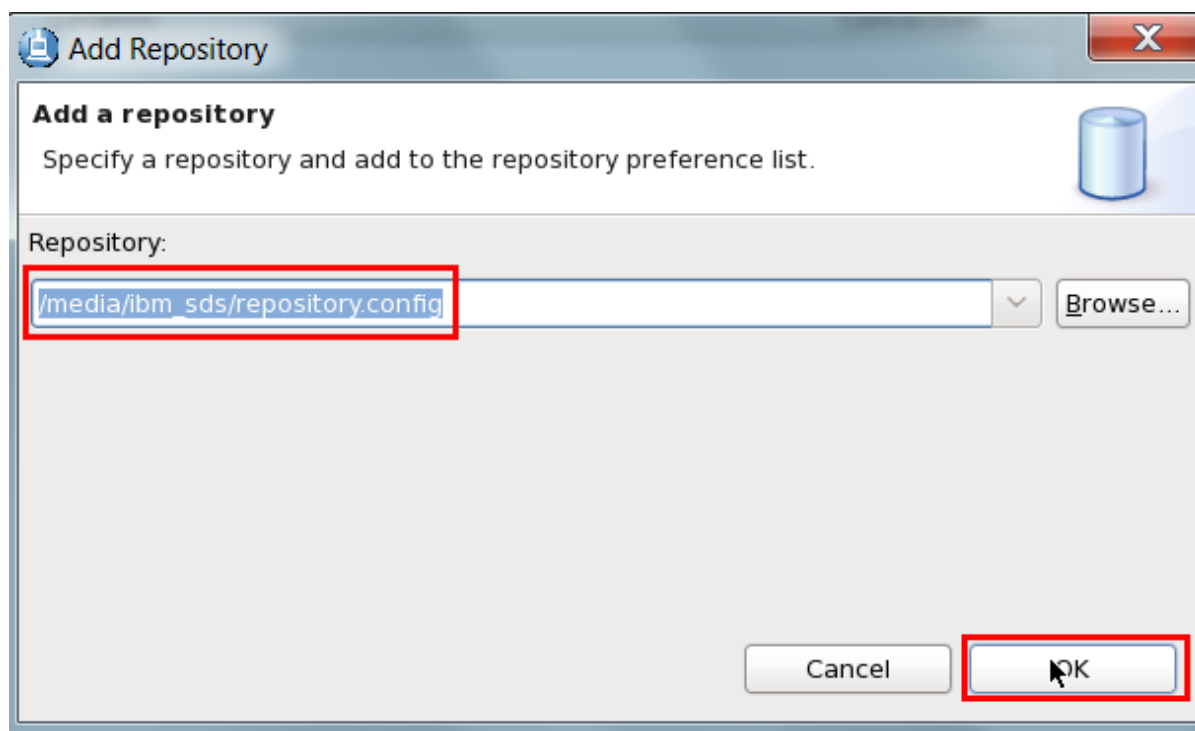 Add Repository
Add a repository
Specify a repository and add to the repository preference list.
Repository:
/media/ibm_sds/repository.config
Browse...
Cancel
OK